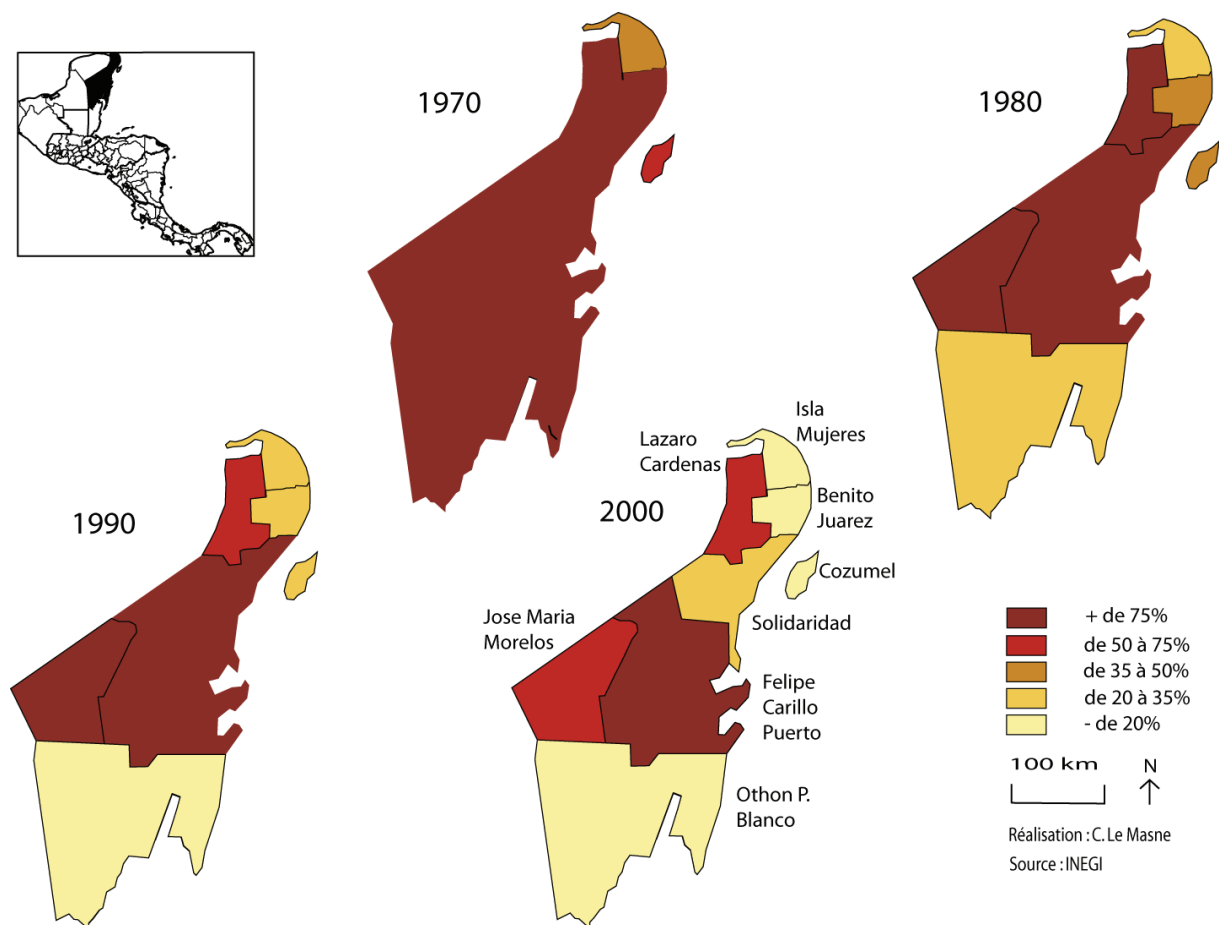 1970
1980
1990
2000
Isla
Mujeres
Lazaro
Cardenas
Benito
Juarez
Cozumel
Solidaridad
Jose Maria
Morelos
Felipe
Carillo
Puerto
Othon P.
Blanco
+ de 75%
de 50 à 75%
de 35 à 50%
de 20 à 35%
- de 20%
100 km
N
Réalisation : C. Le Masne
Source : INEGI